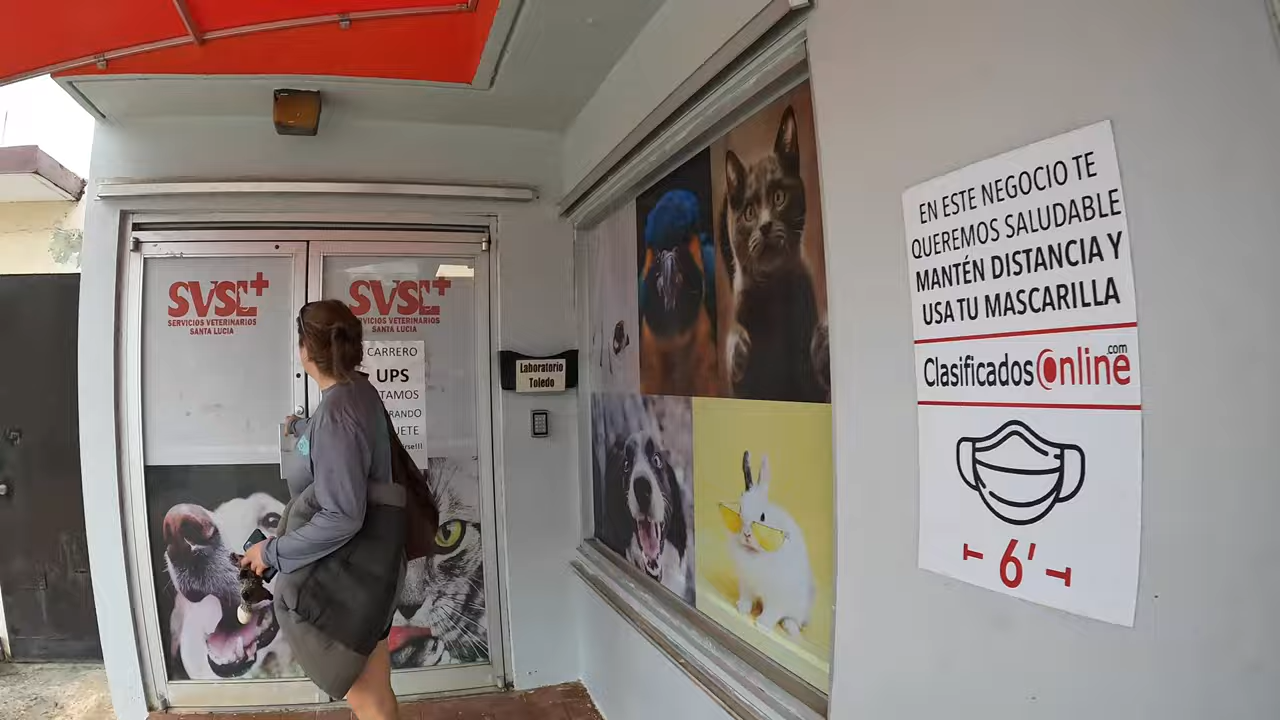 SVSL+
SERVICIOS VETERINARIOS
SANTA LUCIA
SVSL+
SERVICIOS VETERINARIOS
SANTA LUCIA
CARRERO
UPS
Laboratorio
Toledo
EN ESTE NEGOCIO TE
QUEREMOS SALUDABLE
MANTÉN DISTANCIA Y
USA TU MASCARILLA
ClasificadosOnline.com
6'